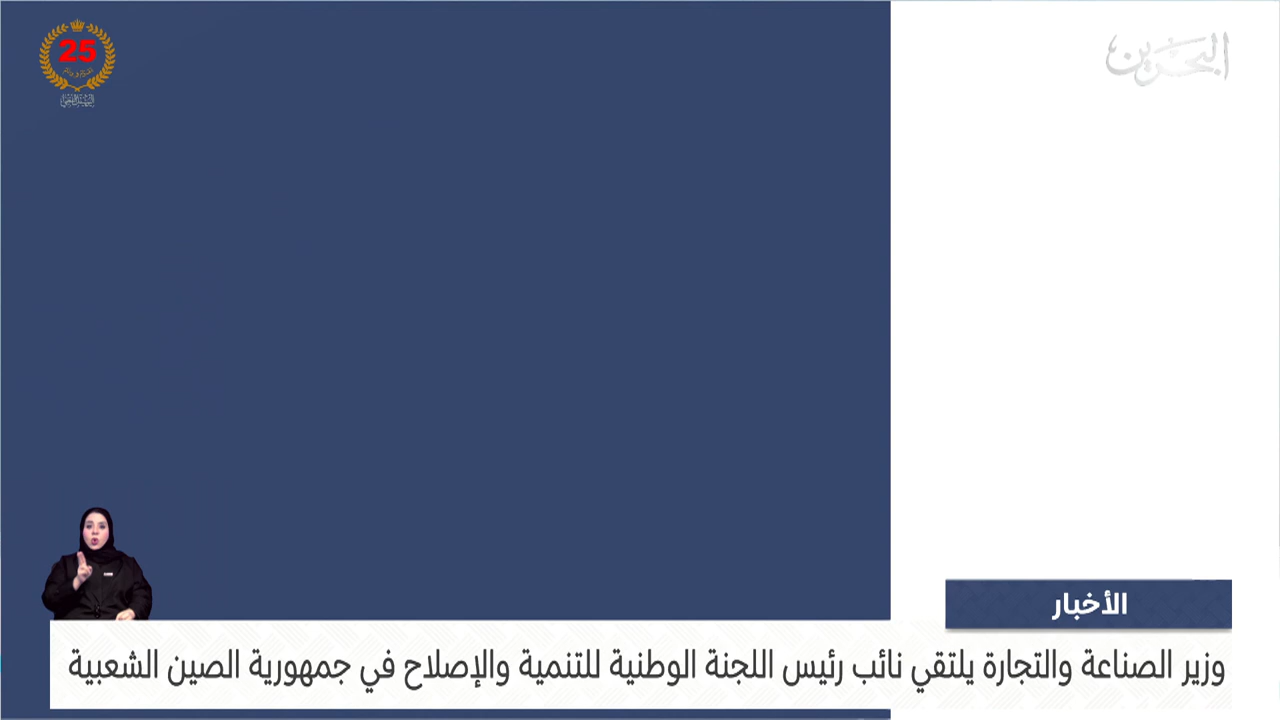 25
البحرين
الأخبار
وزير الصناعة والتجارة يلتقي نائب رئيس اللجنة الوطنية للتنمية والإصلاح في جمهورية الصين الشعبية